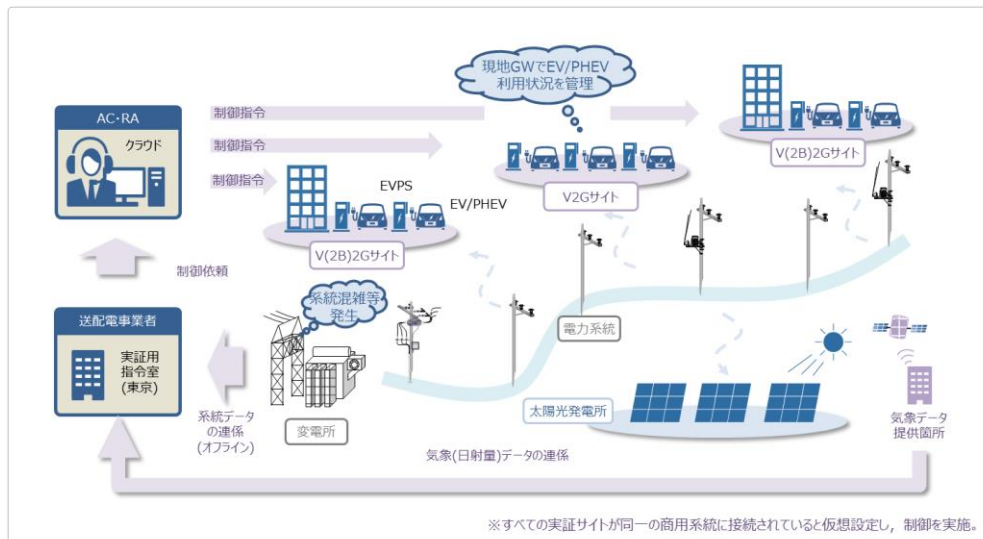 現地GWでEV/PHEV
利用状況を管理
AC・RA
クラウド
制御指令
制御指令
制御指令
EVPS
EV/PHEV
V(2B)2Gサイト
V2Gサイト
V(2B)2Gサイト
制御依頼
系統混雑等
発生
送配電事業者
実証用
指令室
(東京)
系統データ
の連係
(オフライン)
変電所
電力系統
太陽光発電所
気象データ
提供箇所
気象(日射量)データの連係
※すべての実証サイトが同一の商用系統に接続されていると仮想設定し，制御を実施。